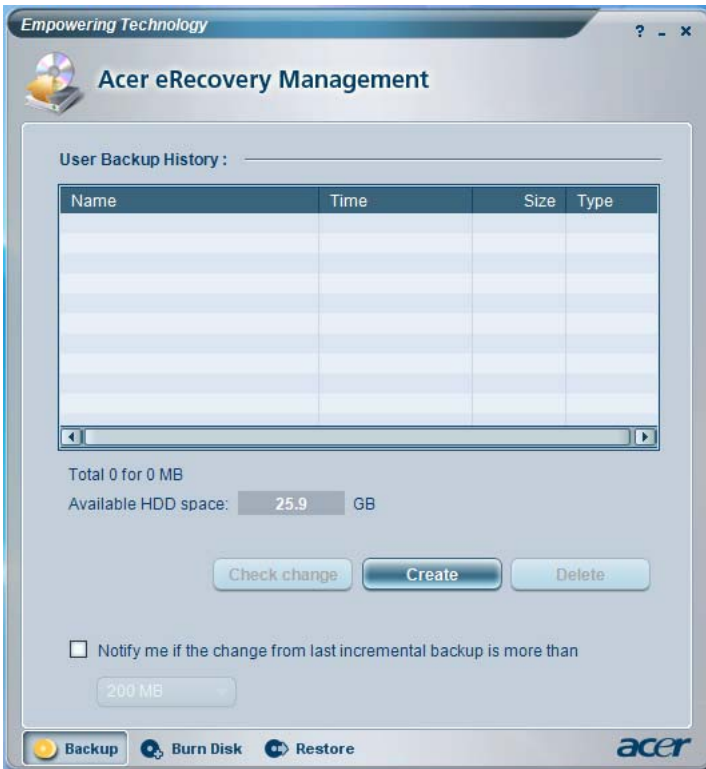 Empowering Technology
? - x
Acer eRecovery Management
User Backup History :
Name Time Size Type
Total 0 for 0 MB
Available HDD space: 25.9 GB
Check change Create Delete
Notify me if the change from last incremental backup is more than
200 MB
Backup Burn Disk Restore acer